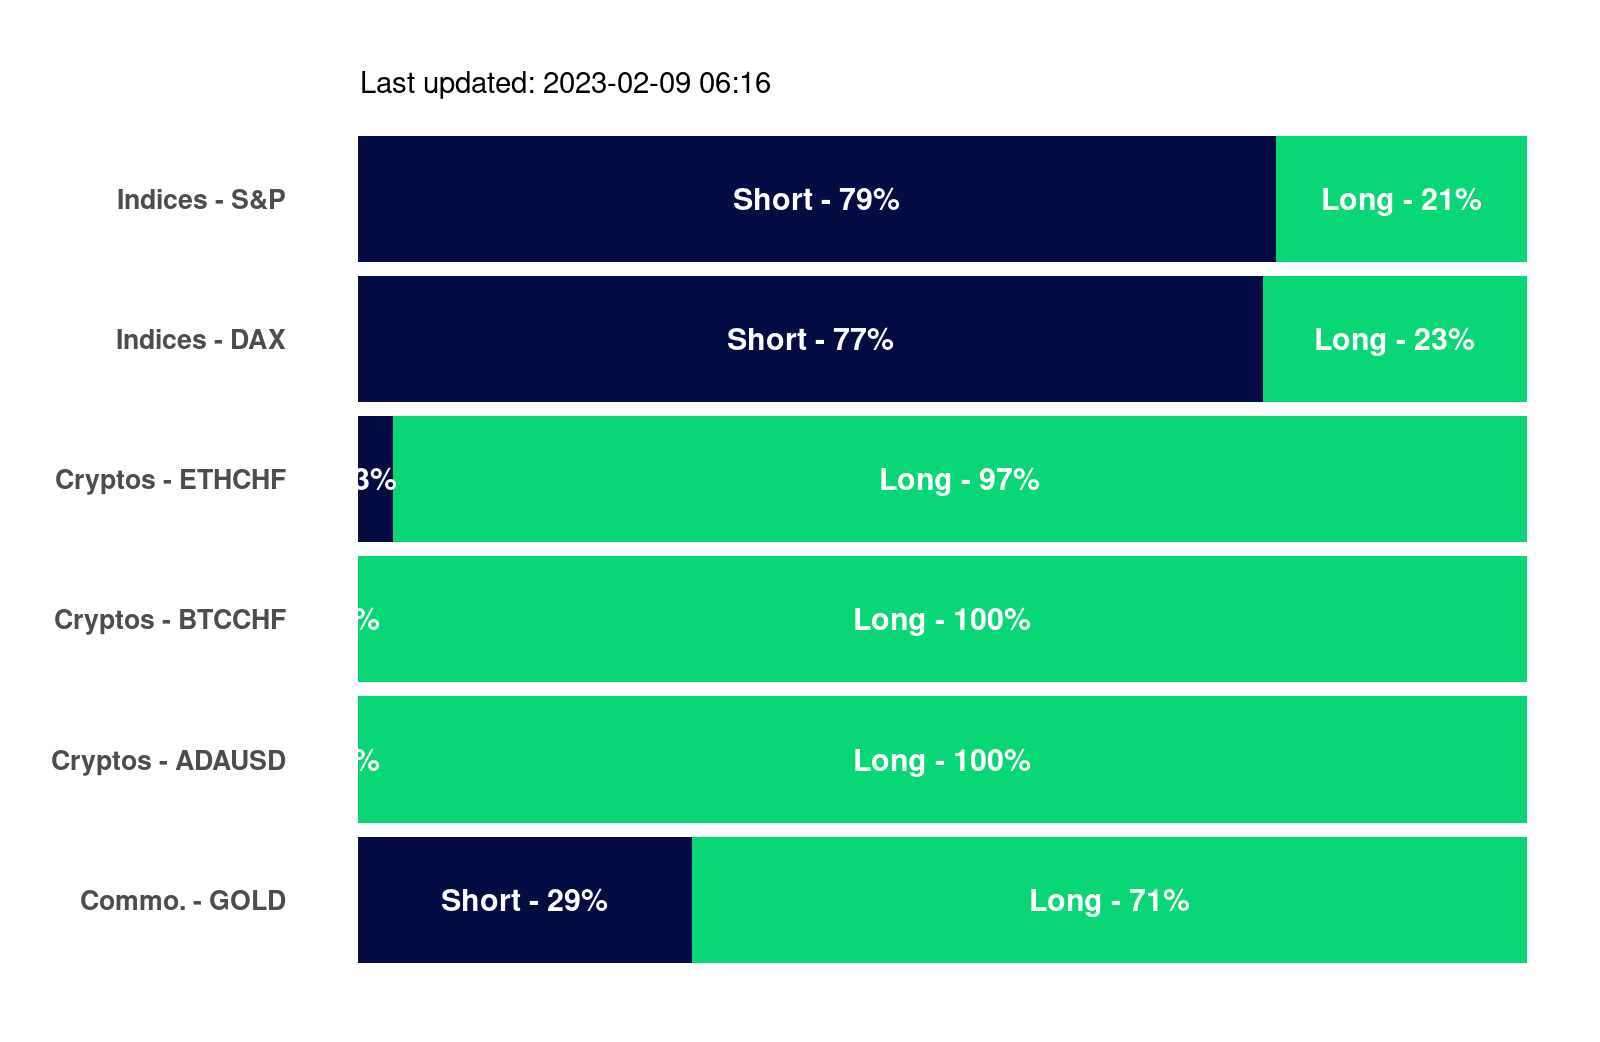 Last updated: 2023-02-09 06:16
Indices - S&P Short - 79% Long - 21%
Indices - DAX Short - 77% Long - 23%
Cryptos - ETHCHF 3% Long - 97%
Cryptos - BTCCHF % Long - 100%
Cryptos - ADAUSD % Long - 100%
Commo. - GOLD Short - 29% Long - 71%